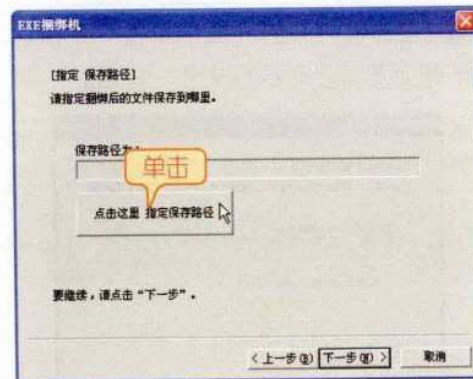 EXE捆绑机
[指定 保存路径]
请指定捆绑后的文件保存到哪里。
保存路径为:
单击
点击这里 指定保存路径
要继续，请点击“下一步”。
< 上一步(B) 下一步(N) > 取消